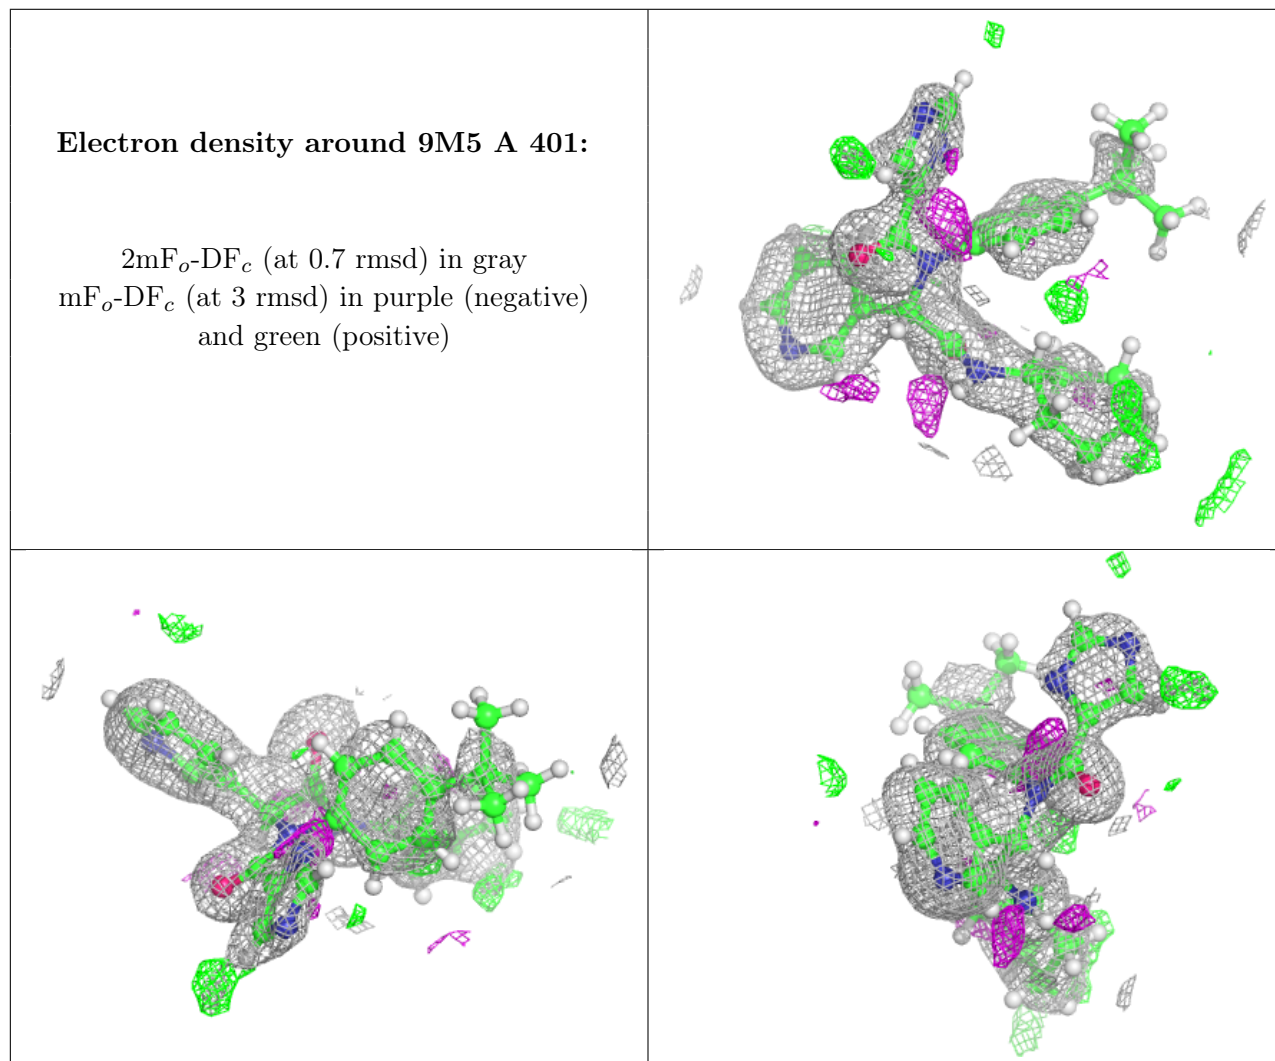 Electron density around 9M5 A 401:
2mFo-DFc (at 0.7 rmsd) in gray
mFo-DFc (at 3 rmsd) in purple (negative)
and green (positive)